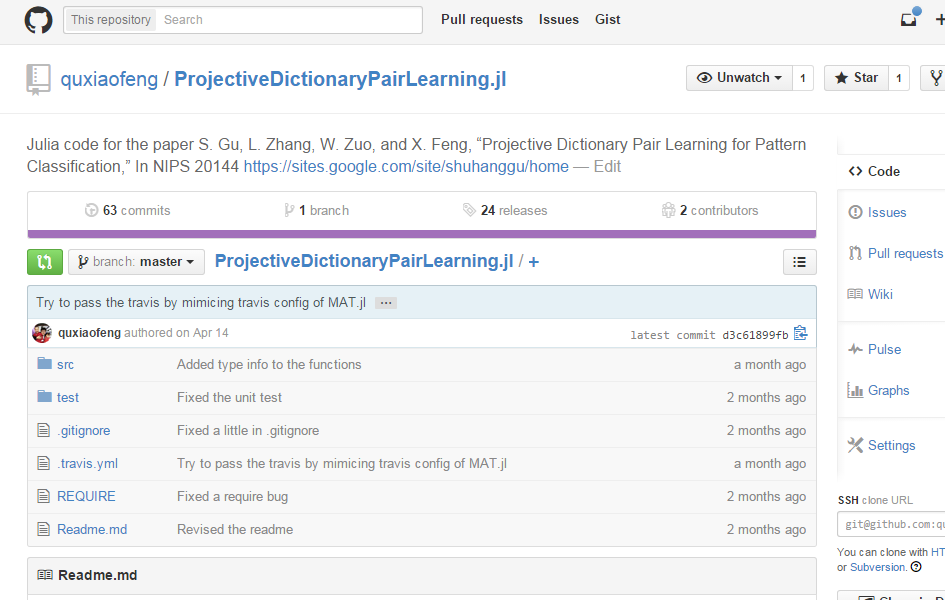 This repository Search Pull requests Issues Gist
quxiaofeng / ProjectiveDictionaryPairLearning.jl Unwatch 1 Star 1
Julia code for the paper S. Gu, L. Zhang, W. Zuo, and X. Feng, “Projective Dictionary Pair Learning for Pattern
Classification,” In NIPS 20144 https://sites.google.com/site/shuhanggu/home — Edit
63 commits 1 branch 24 releases 2 contributors
branch: master ProjectiveDictionaryPairLearning.jl / +
Try to pass the travis by mimicing travis config of MAT.jl ...
quxiaofeng authored on Apr 14 latest commit d3c61899fb
src Added type info to the functions a month ago
test Fixed the unit test 2 months ago
.gitignore Fixed a little in .gitignore 2 months ago
.travis.yml Try to pass the travis by mimicing travis config of MAT.jl a month ago
REQUIRE Fixed a require bug 2 months ago
Readme.md Revised the readme 2 months ago
Readme.md
Code
Issues
Pull requests
Wiki
Pulse
Graphs
Settings
SSH clone URL
git@github.com:qu
You can clone with HT
or Subversion.